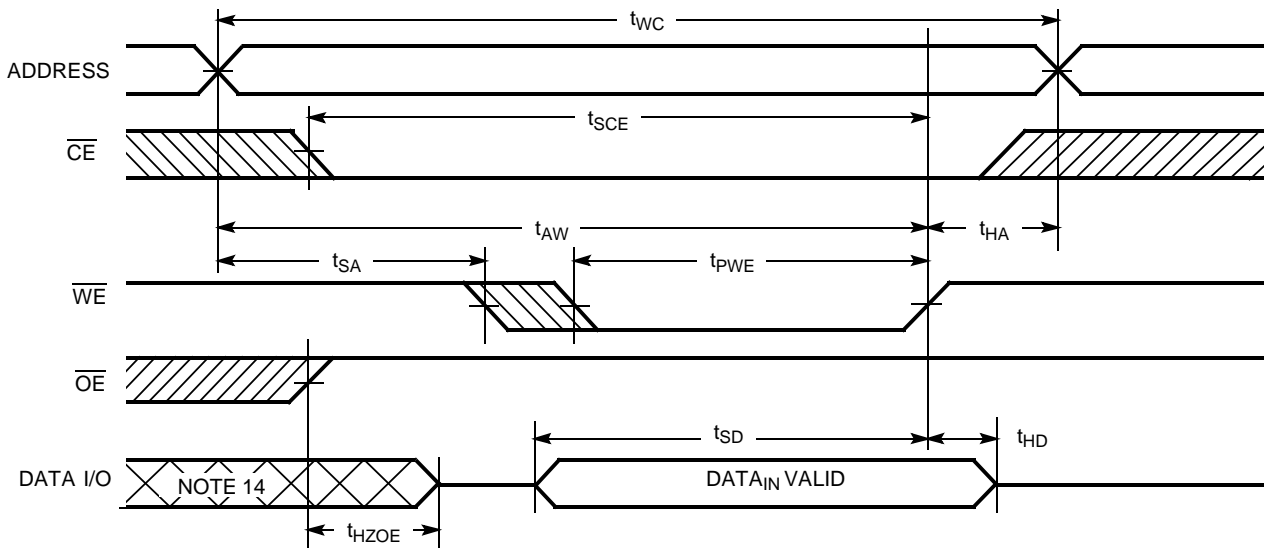 tWC
ADDRESS
tSCE
CE
tAW
tHA
tSA
tPWE
WE
OE
tSD
tHD
DATA I/O
NOTE 14
DATAIN VALID
tHZOE